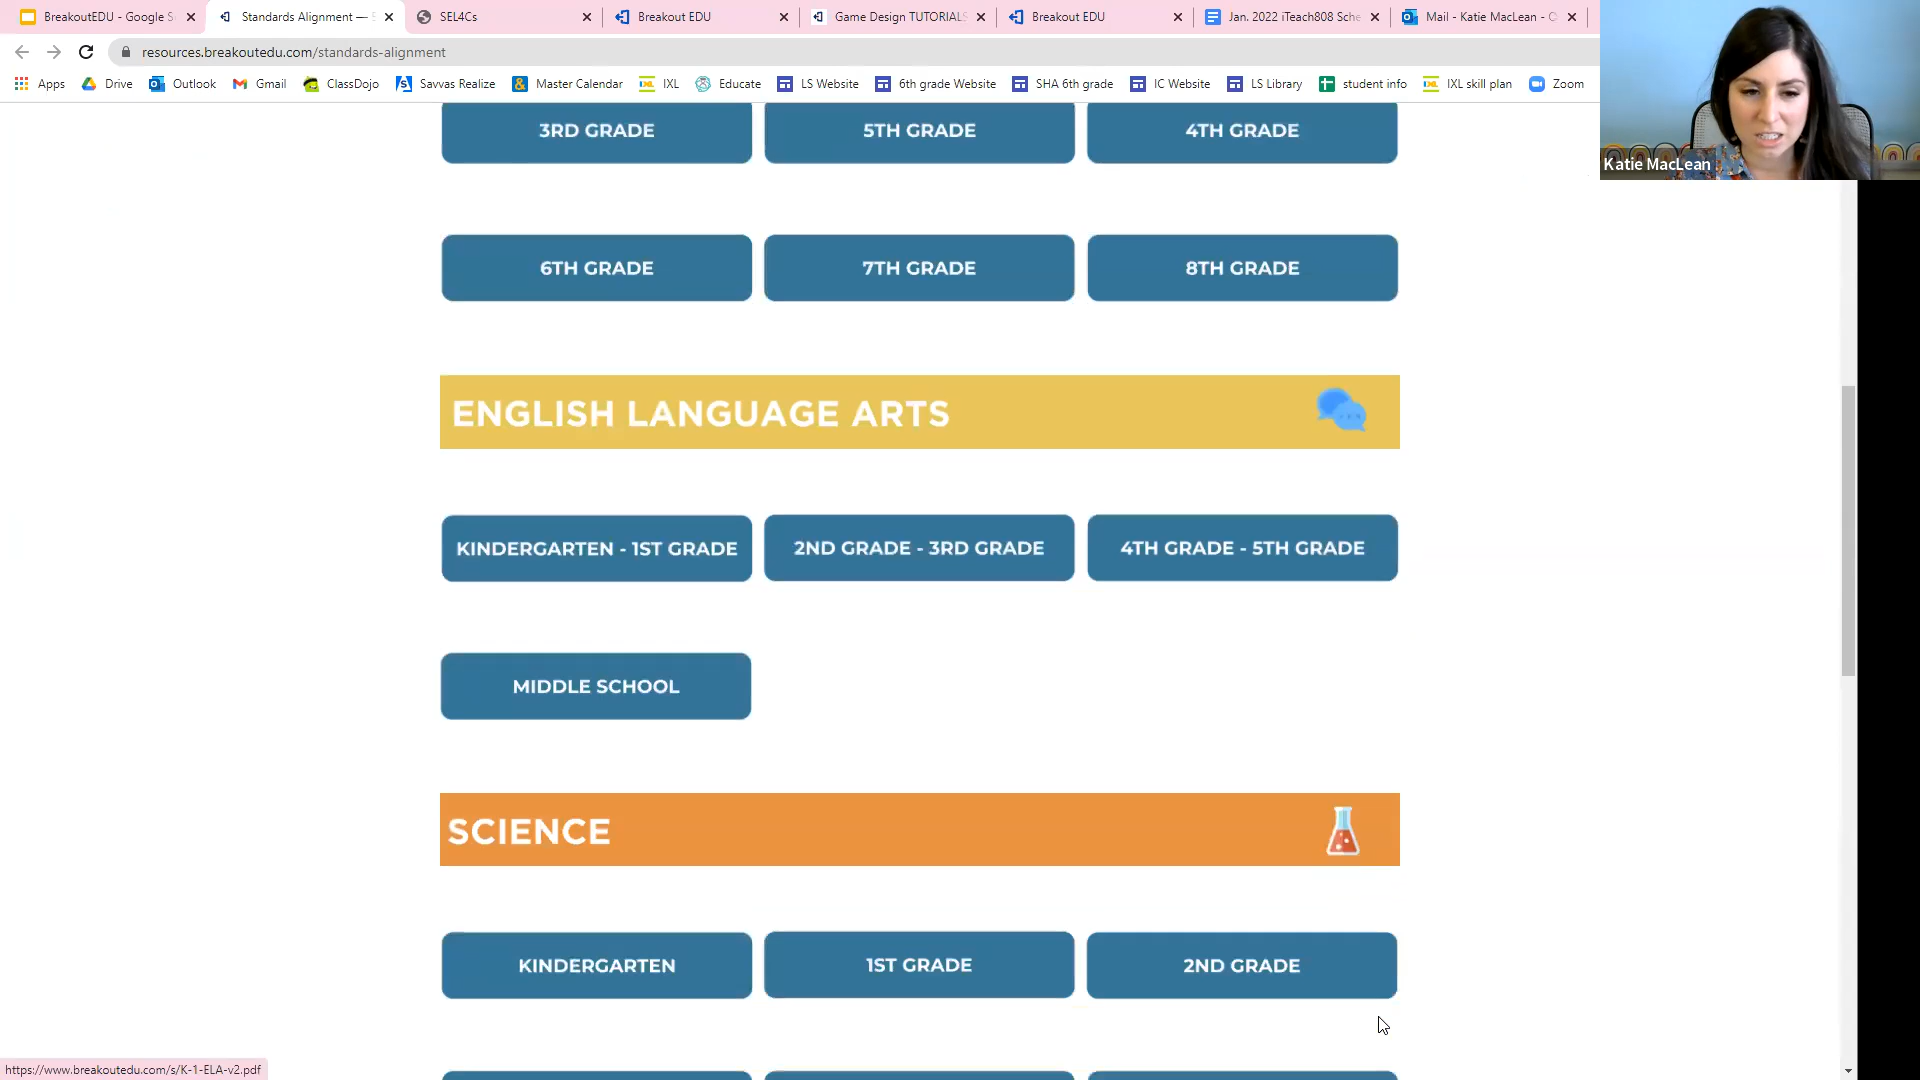 BreakoutEDU - Google S
Standards Alignment —
SEL4Cs
Breakout EDU
Game Design TUTORIALS
Breakout EDU
Jan. 2022 iTeach808 Sche
Mail - Katie MacLean - O
resources.breakoutedu.com/standards-alignment
Apps
Drive
Outlook
Gmail
ClassDojo
Savvas Realize
Master Calendar
IXL
Educate
LS Website
6th grade Website
SHA 6th grade
IC Website
LS Library
student info
IXL skill plan
Zoom
Katie MacLean
3RD GRADE
5TH GRADE
4TH GRADE
6TH GRADE
7TH GRADE
8TH GRADE
ENGLISH LANGUAGE ARTS
KINDERGARTEN - 1ST GRADE
2ND GRADE - 3RD GRADE
4TH GRADE - 5TH GRADE
MIDDLE SCHOOL
SCIENCE
KINDERGARTEN
1ST GRADE
2ND GRADE
https://www.breakoutedu.com/s/K-1-ELA-v2.pdf